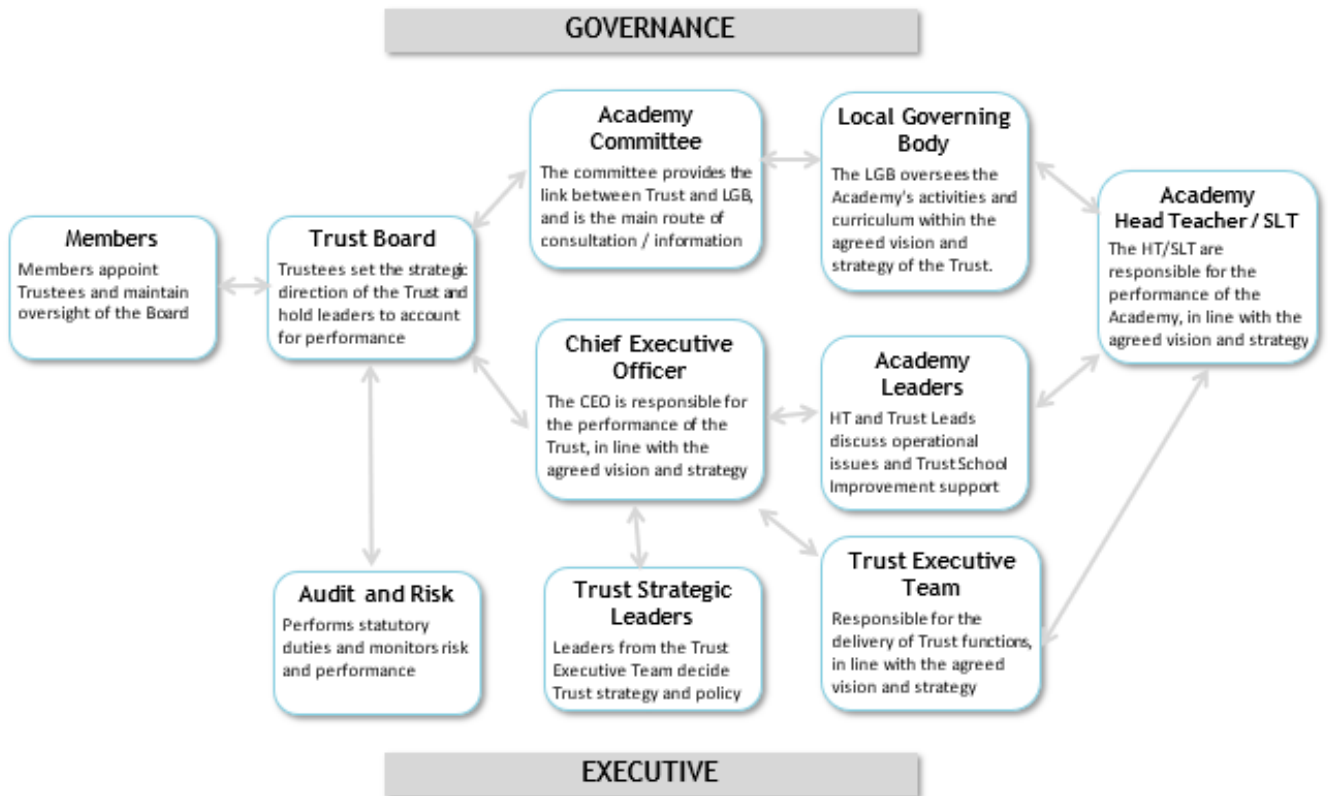 GOVERNANCE
Academy
Committee
The committee provides the
link between Trust and LGB,
and is the main route of
consultation / information
Local Governing
Body
The LGB oversees the
Academy's activities and
curriculum within the
agreed vision and
strategy of the Trust.
Academy
Head Teacher / SLT
The HT/SLT are
responsible for the
performance of the
Academy, in line with the
agreed vision and strategy
Members
Members appoint
Trustees and maintain
oversight of the Board
Trust Board
Trustees set the strategic
direction of the Trust and
hold leaders to account
for performance
Chief Executive
Officer
The CEO is responsible for
the performance of the
Trust, in line with the
agreed vision and strategy
Academy
Leaders
HT and Trust Leads
discuss operational
issues and Trust School
Improvement support
Audit and Risk
Performs statutory
duties and monitors risk
and performance
Trust Strategic
Leaders
Leaders from the Trust
Executive Team decide
Trust strategy and policy
Trust Executive
Team
Responsible for the
delivery of Trust functions,
in line with the agreed
vision and strategy
EXECUTIVE